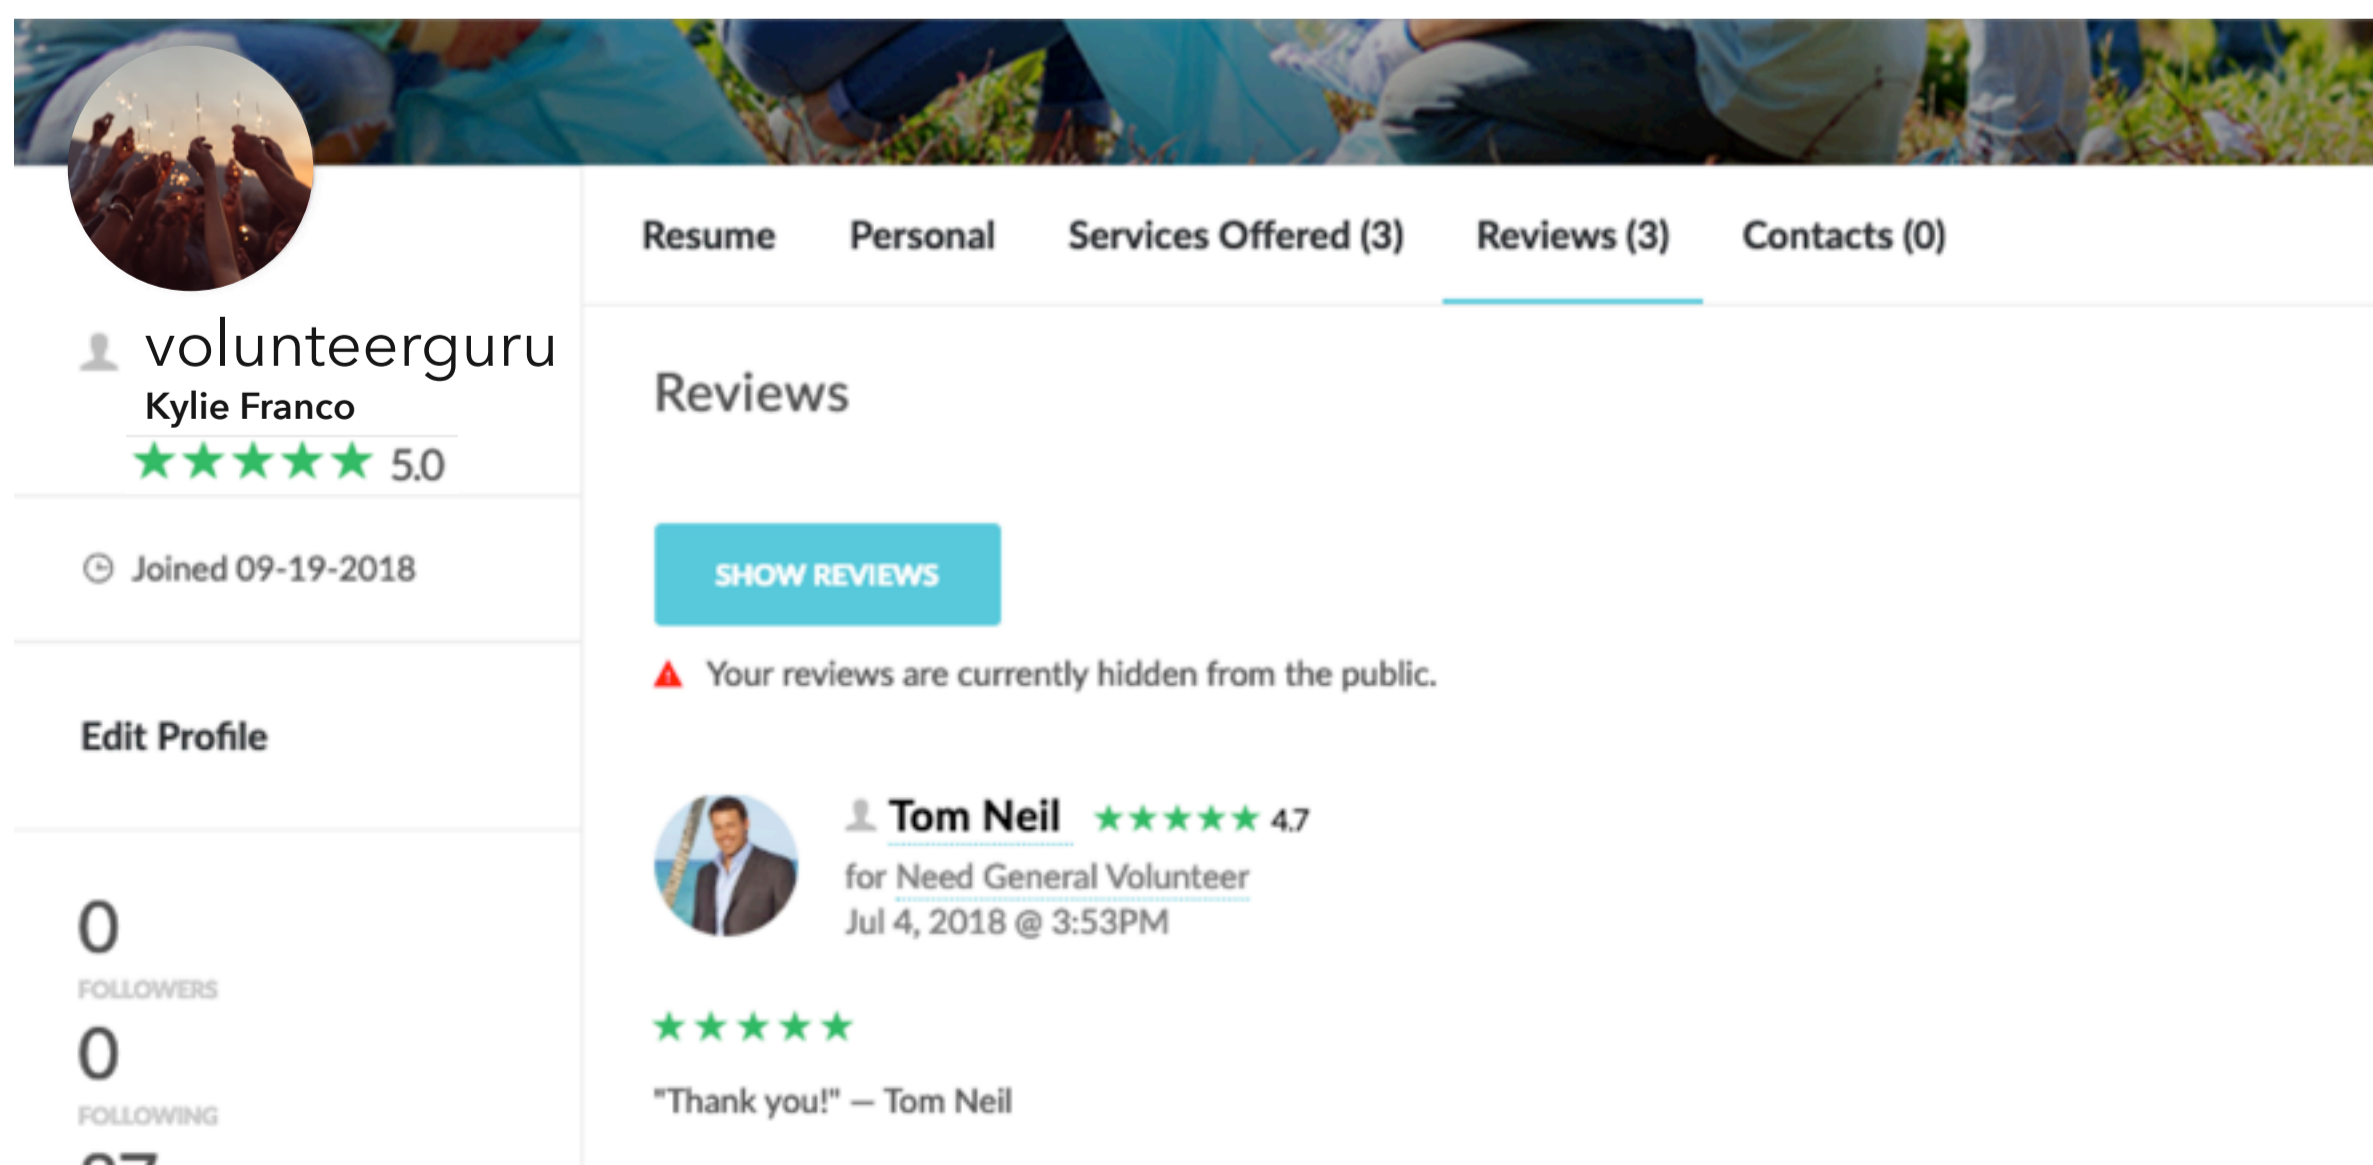 volunteerguru
Kylie Franco
5.0
Joined 09-19-2018
Edit Profile
0
FOLLOWERS
0
FOLLOWING
Resume Personal Services Offered (3) Reviews (3) Contacts (0)
Reviews
SHOW REVIEWS
Your reviews are currently hidden from the public.
Tom Neil 4.7
for Need General Volunteer
Jul 4, 2018 @ 3:53PM
"Thank you!" — Tom Neil